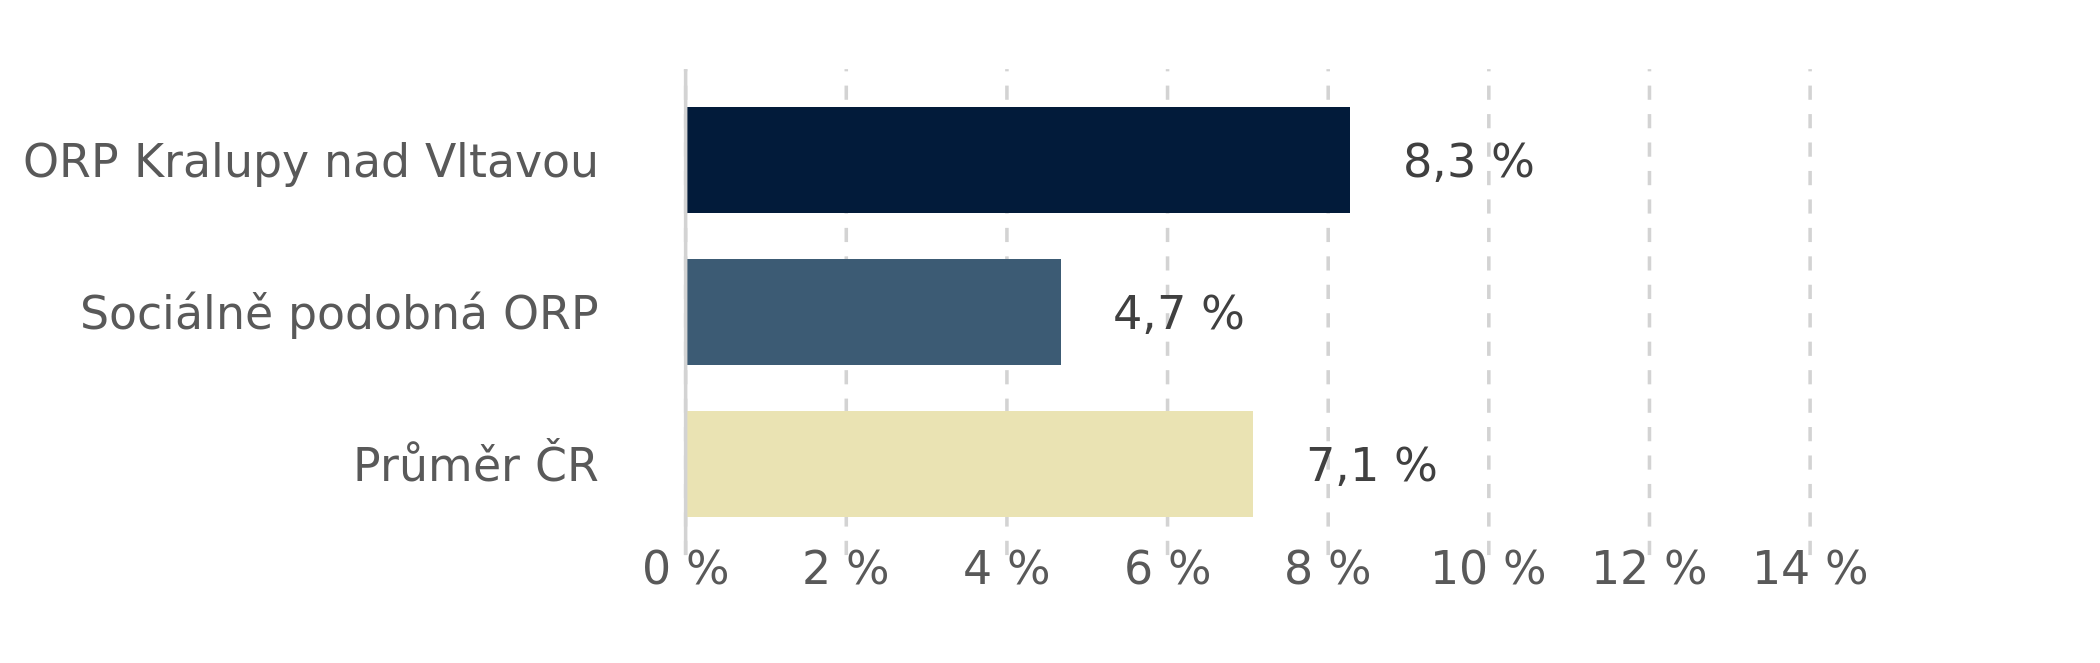 ORP Kralupy nad Vltavou 8,3 %
Sociálně podobná ORP 4,7 %
Průměr ČR 7,1 %
0 % 2 % 4 % 6 % 8 % 10 % 12 % 14 %